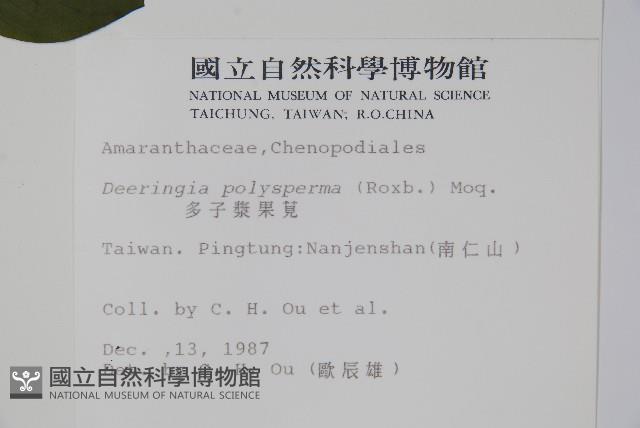 國立自然科學博物館
NATIONAL MUSEUM OF NATURAL SCIENCE
TAICHUNG, TAIWAN, R.O.CHINA
Amaranthaceae,Chenopodiales
Deeringia polysperma (Roxb.) Moq.
多子漿果莧
Taiwan. Pingtung:Nanjenshan(南仁山)
Coll. by C. H. Ou et al.
Dec. ,13, 1987
Det. by C. H. Ou (歐辰雄)
國立自然科學博物館
NATIONAL MUSEUM OF NATURAL SCIENCE